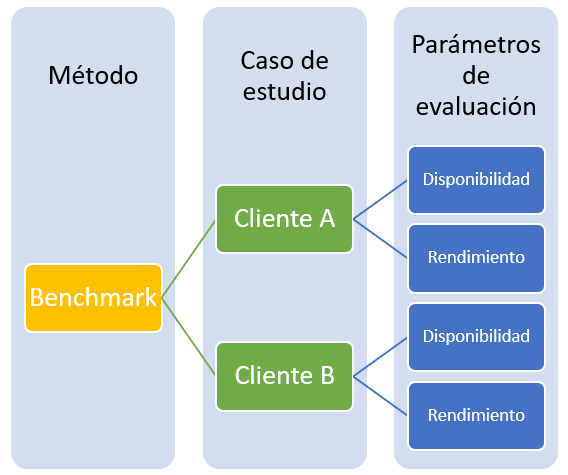 Método
Caso de
estudio
Parámetros
de
evaluación
Benchmark
Cliente A
Disponibilidad
Rendimiento
Cliente B
Disponibilidad
Rendimiento